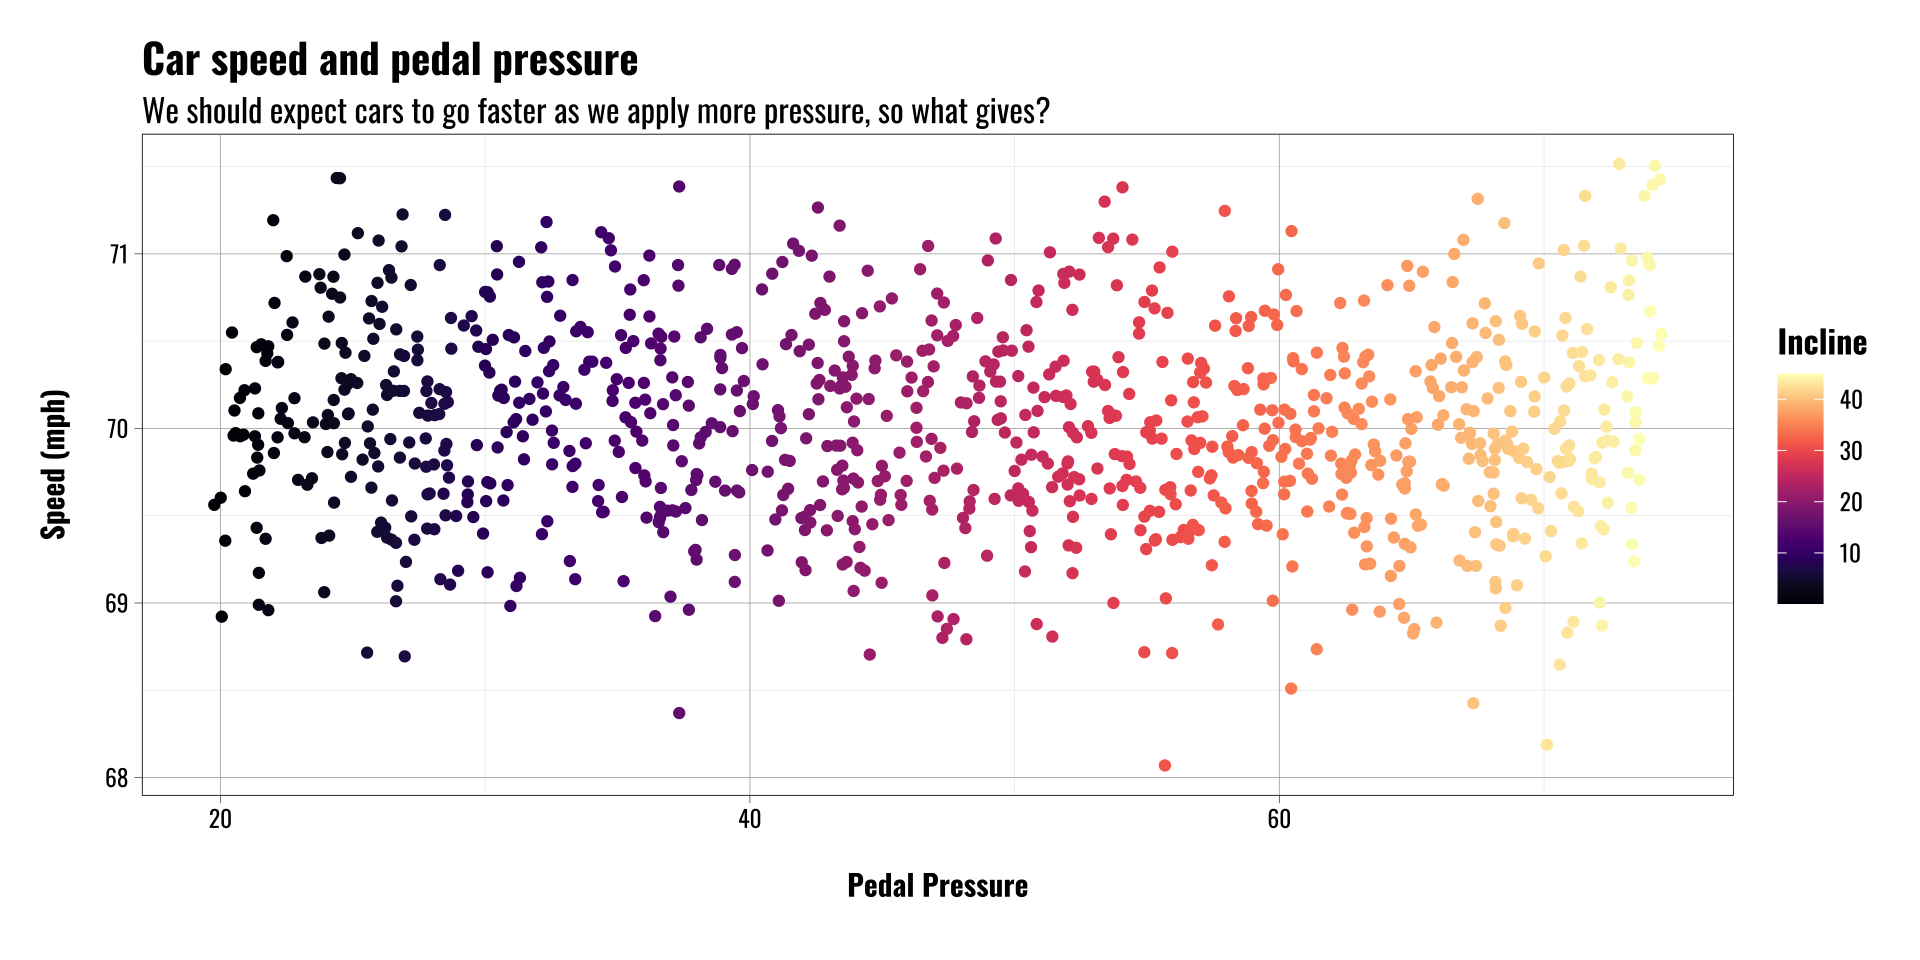 Car speed and pedal pressure
We should expect cars to go faster as we apply more pressure, so what gives?
71
70
69
68
Speed (mph)
20 40 60
Pedal Pressure
Incline
40
30
20
10